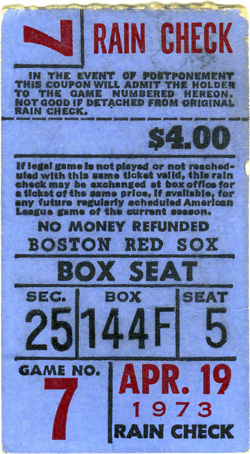 7
RAIN CHECK
IN THE EVENT OF POSTPONEMENT
THIS COUPON WILL ADMIT THE HOLDER
TO THE GAME NUMBERED HEREON.
NOT GOOD IF DETACHED FROM ORIGINAL
RAIN CHECK.
$4.00
If legal game is not played or not resched-
uled with this same ticket valid, this rain
check may be exchanged at box office for
a ticket of the same price, if available, for
any future regularly scheduled American
League game of the current season.
NO MONEY REFUNDED
BOSTON RED SOX
BOX SEAT
SEC. BOX SEAT
25 144F 5
GAME NO. APR. 19
7 1973
RAIN CHECK